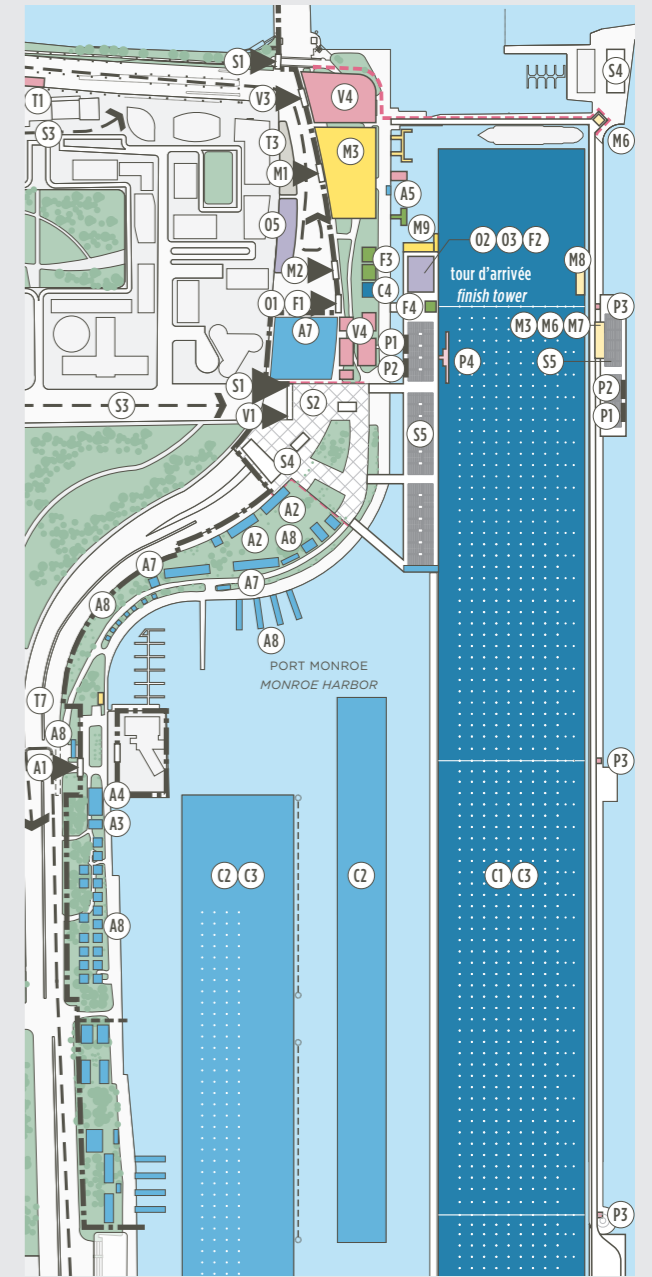 S1
S4
V3
V4
T1
S3
T3
M3
M6
M1
A5
O5
M9
O2 O3 F2
F3
M8
M2
tour d'arrivée
finish tower
C4
O1 F1
F4
P3
A7
V4
P1
M3 M6 M7
P2
P4
S5
S1
P2
S3
S2
V1
P1
S5
S4
A2
A2
A8
A7
A7
A8
A8
PORT MONROE
MONROE HARBOR
T7
A8
A1
P3
A4
A3
C2 C3
C2
C1 C3
A8
P3